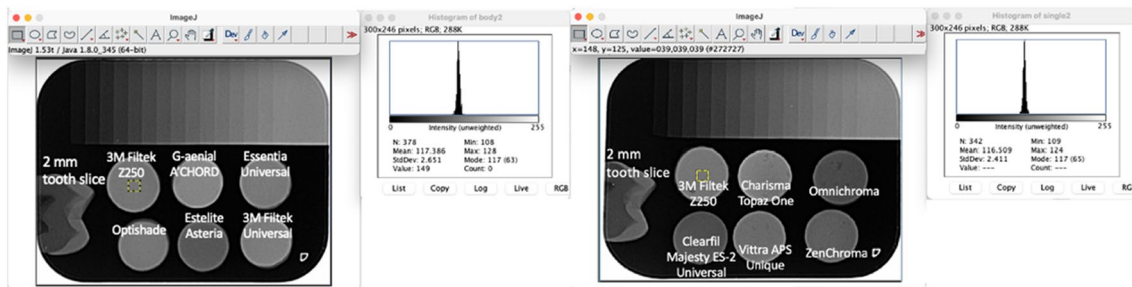 ImageJ
Dev
ImageJ 1.53t / Java 1.8.0_345 (64-bit)
2 mm
tooth slice
3M Filtek
Z250
G-aenial
A'CHORD
Essentia
Universal
Optishade
Estelite
Asteria
3M Filtek
Universal
Histogram of body2
300x246 pixels; RGB; 288K
0
Intensity (unweighted)
255
N: 378
Min: 108
Mean: 117.386
Max: 128
StdDev: 2.651
Mode: 117 (63)
Value: 149
Count: 0
List
Copy
Log
Live
RGB
ImageJ
Dev
x=148, y=125, value=039,039,039 (#272727)
2 mm
tooth slice
3M Filtek
Z250
Charisma
Topaz One
Omnichroma
Clearfil
Majesty ES-2
Universal
Vittra APS
Unique
ZenChroma
Histogram of single2
300x246 pixels; RGB; 288K
0
Intensity (unweighted)
255
N: 342
Min: 109
Mean: 116.509
Max: 124
StdDev: 2.411
Mode: 117 (65)
Value: ---
Count: ---
List
Copy
Log
Live
RG